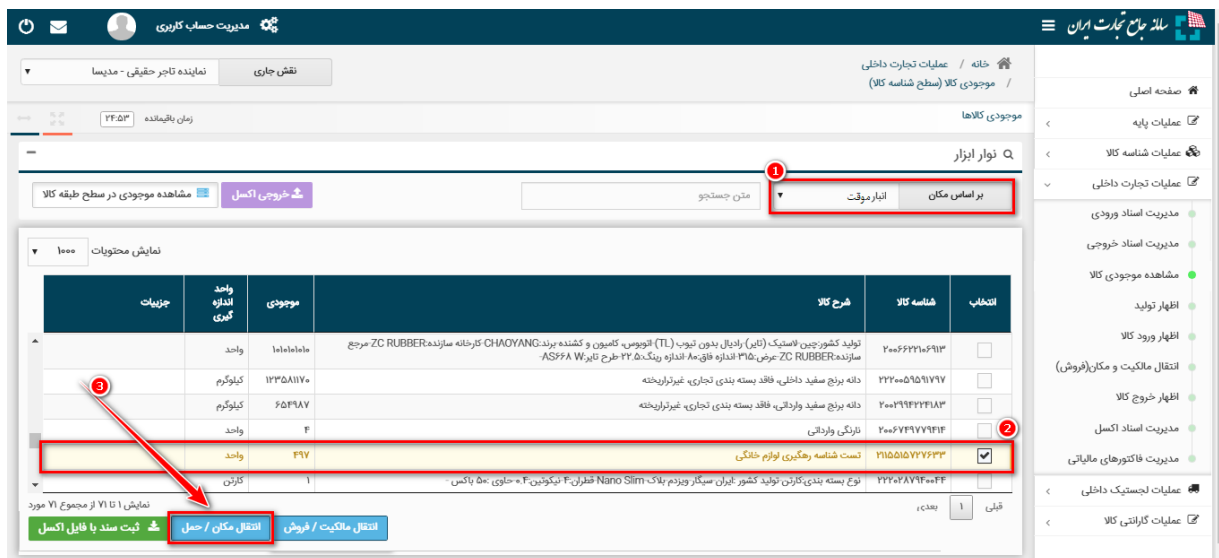 سامانه جامع تجارت ایران
مدیریت حساب کاربری
خانه / عملیات تجارت داخلی
/ موجودی کالا (سطح شناسه کالا)
نقش جاری
نماینده تاجر حقیقی - مدیسا
موجودی کالاها
زمان باقیمانده ۲۴:۵۳
نوار ابزار
1
بر اساس مکان
انبار موقت
متن جستجو
خروجی اکسل
مشاهده موجودی در سطح طبقه کالا
نمایش محتویات ۱۰۰۰
انتخاب شناسه کالا شرح کالا موجودی واحد اندازه گیری جزییات
۲۰۰۶۶۲۲۱۰۶۹۱۳ تولید کشور:چین-لاستیک (تایر)-رادیال بدون تیوب (TL)-اتوبوس، کامیون و کشنده-برند:CHAOYANG-کارخانه سازنده:ZC RUBBER-مرجع
سازنده:ZC RUBBER-عرض:۳۱۵-اندازه فاق:۸۰-اندازه رینگ:۲۲.۵-طرح تایر:AS۶۶۸ W- ۱۰۱۰۱۰۱۰۱۰ واحد
۲۲۲۰۰۵۹۵۹۱۷۹۷ دانه برنج سفید داخلی، فاقد بسته بندی تجاری، غیرتراریخته ۱۲۳۵۸۱۱۷۰ کیلوگرم
۲۰۰۲۹۹۴۲۲۴۱۸۳ دانه برنج سفید وارداتی، فاقد بسته بندی تجاری، غیرتراریخته ۶۵۴۹۸۷ کیلوگرم
۲۰۰۶۷۴۹۷۷۹۴۱۴ نارنگی وارداتی ۴ واحد
2
۲۱۱۵۵۱۵۷۲۷۶۳۳ تست شناسه رهگیری لوازم خانگی ۴۹۷ واحد
۲۲۲۰۲۸۷۹۴۰۰۴۴ نوع بسته بندی:کارتن-تولید کشور :ایران-سیگار-ویزدم بلاک-Nano Slim-قطران:۴-نیکوتین:۰.۴-حاوی :۵۰ باکس - ۱ کارتن
3
نمایش ۱ تا ۷۱ از مجموع ۷۱ مورد
قبلی ۱ بعدی
انتقال مالکیت / فروش
انتقال مکان / حمل
ثبت سند با فایل اکسل
صفحه اصلی
عملیات پایه
عملیات شناسه کالا
عملیات تجارت داخلی
مدیریت اسناد ورودی
مدیریت اسناد خروجی
مشاهده موجودی کالا
اظهار تولید
اظهار ورود کالا
انتقال مالکیت و مکان(فروش)
اظهار خروج کالا
مدیریت اسناد اکسل
مدیریت فاکتورهای مالیاتی
عملیات لجستیک داخلی
عملیات گارانتی کالا